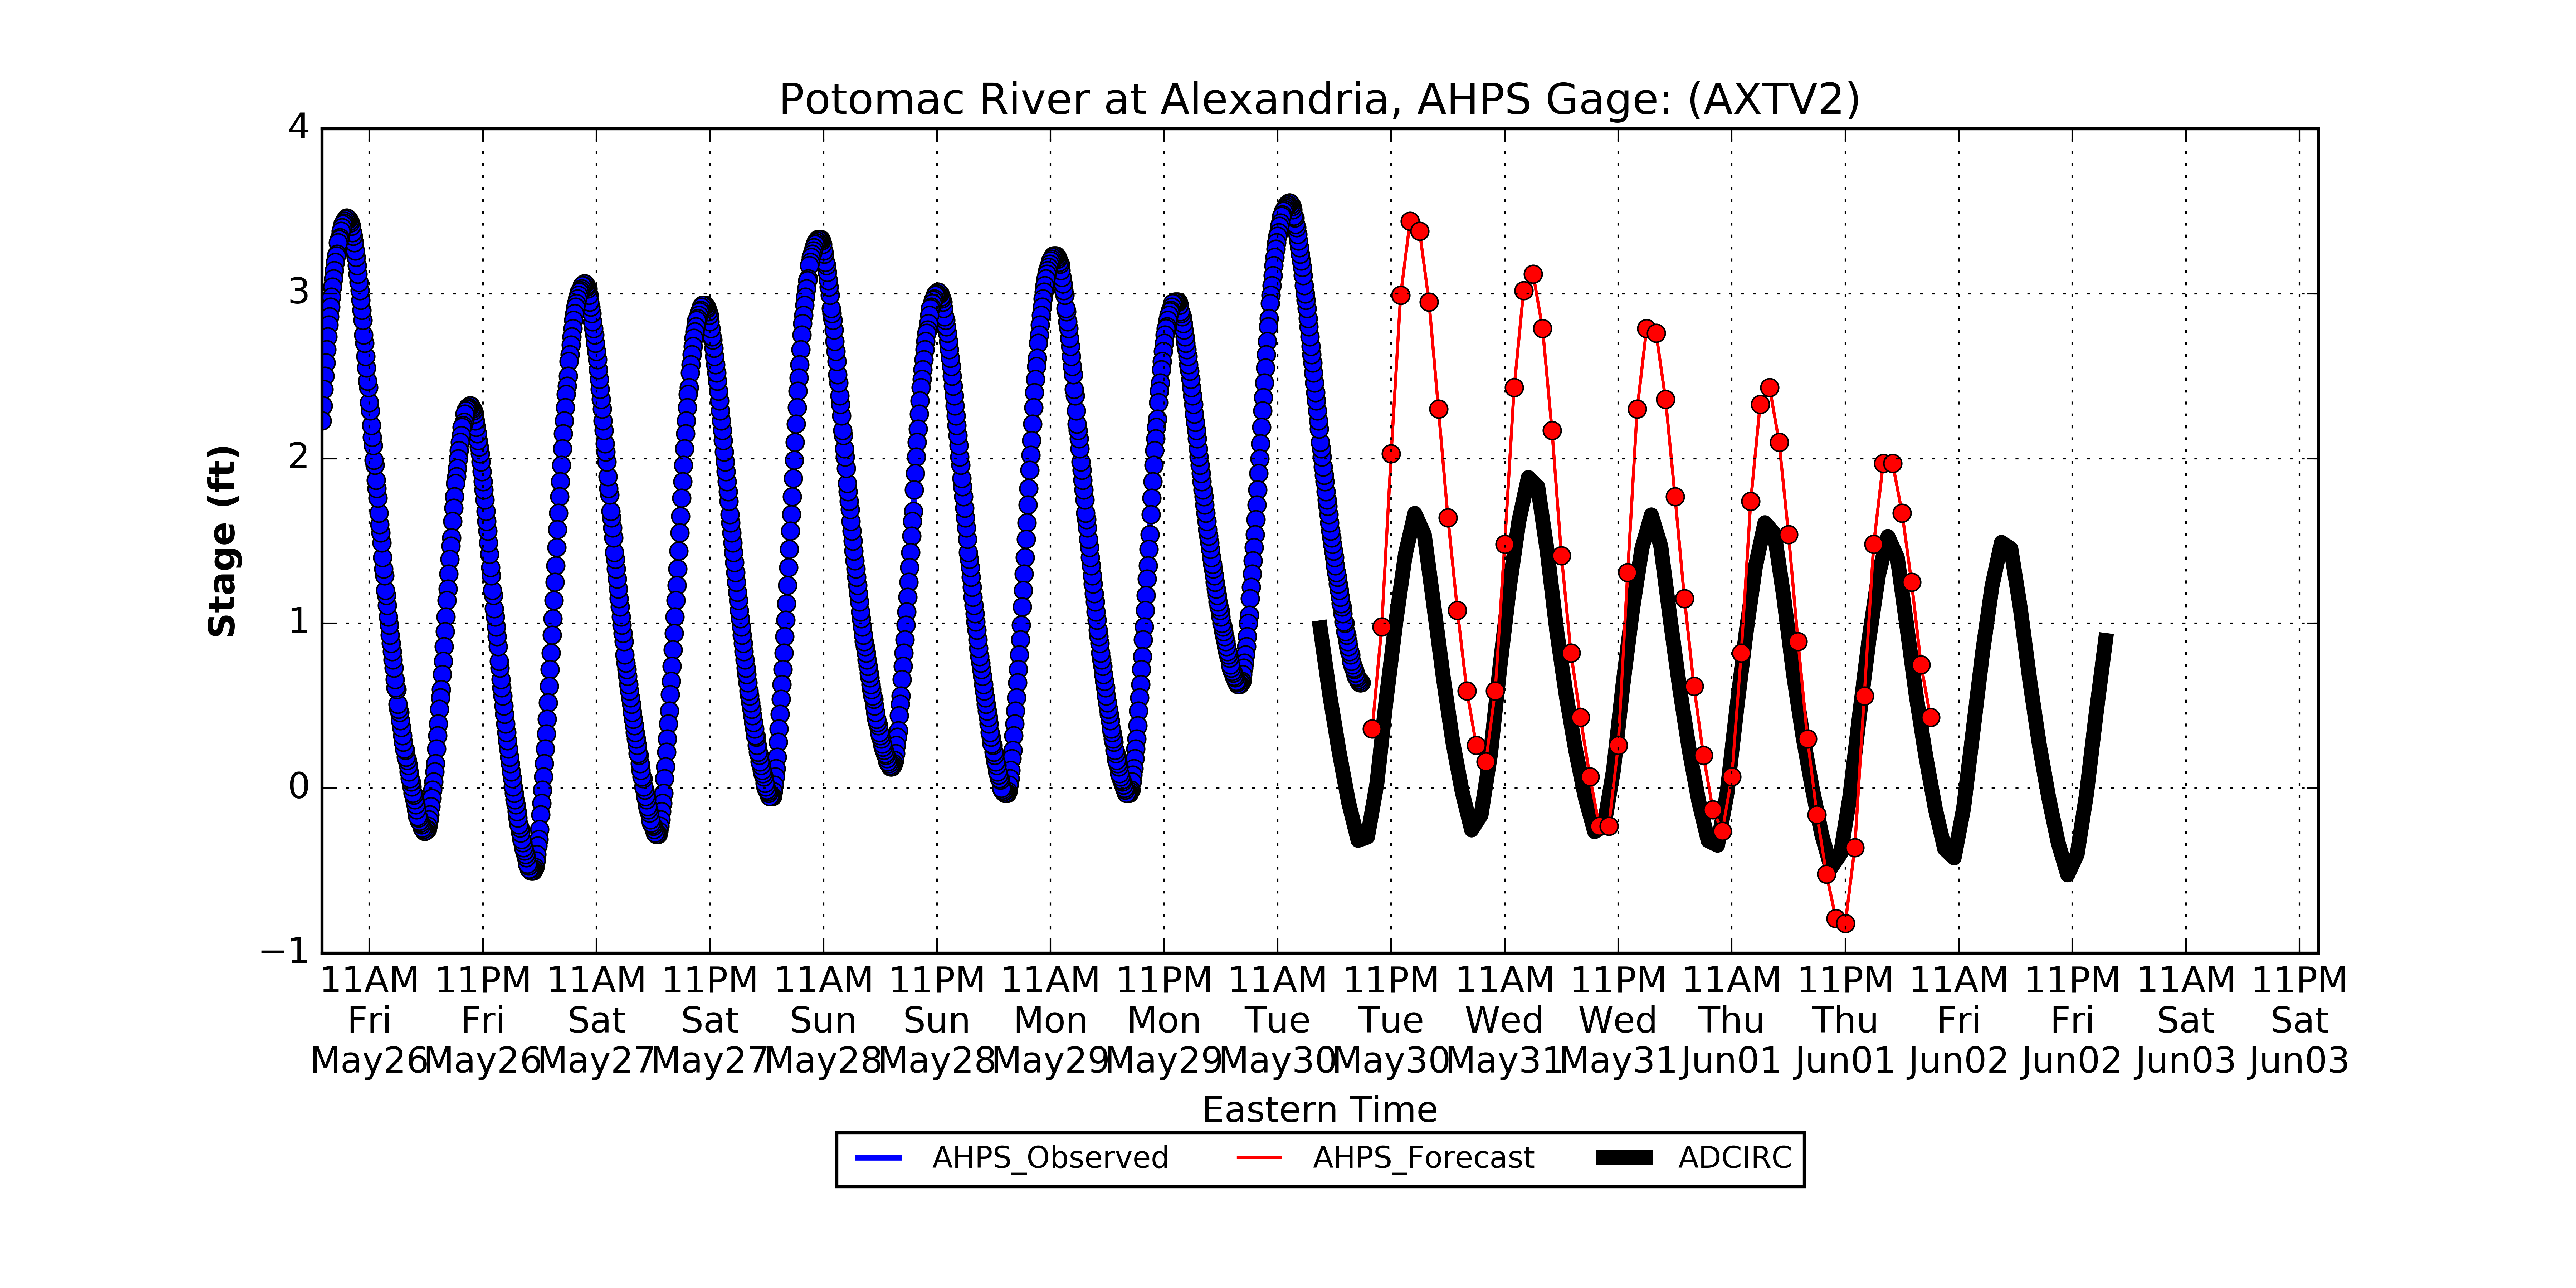 Potomac River at Alexandria, AHPS Gage: (AXTV2)
4
3
2
1
0
−1
Stage (ft)
11AM 11PM 11AM 11PM 11AM 11PM 11AM 11PM 11AM 11PM 11AM 11PM 11AM 11PM 11AM 11PM 11AM 11PM
Fri Fri Sat Sat Sun Sun Mon Mon Tue Tue Wed Wed Thu Thu Fri Fri Sat Sat
May26 May26 May27 May27 May28 May28 May29 May29 May30 May30 May31 May31 Jun01 Jun01 Jun02 Jun02 Jun03 Jun03
Eastern Time
AHPS_Observed AHPS_Forecast ADCIRC